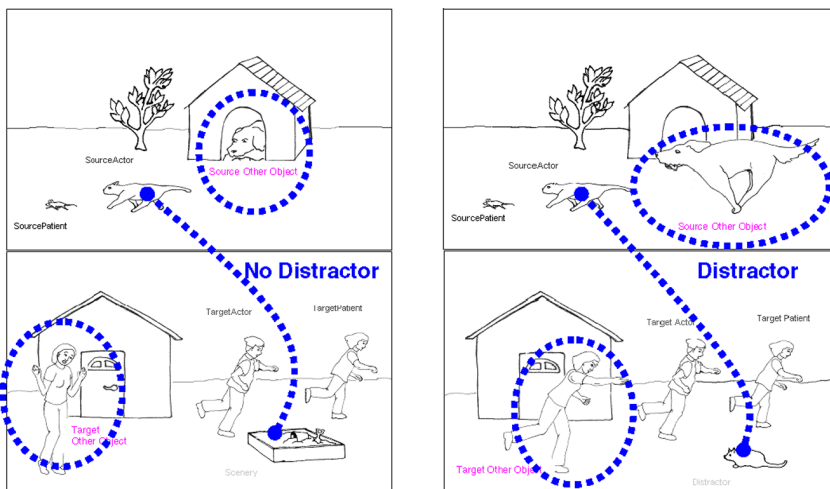 SourceActor
Source Other Object
SourcePatient
SourceActor
SourcePatient
Source Other Object
No Distractor
TargetActor
TargetPatient
Target
Other Object
Scenery
Distractor
Target Actor
Target Patient
Target Other Object
Distractor